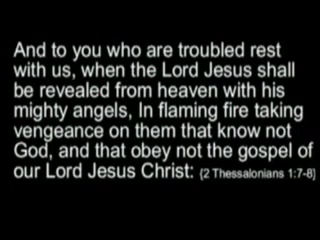 And to you who are troubled rest
with us, when the Lord Jesus shall
be revealed from heaven with his
mighty angels, In flaming fire taking
vengeance on them that know not
God, and that obey not the gospel of
our Lord Jesus Christ: {2 Thessalonians 1:7-8}